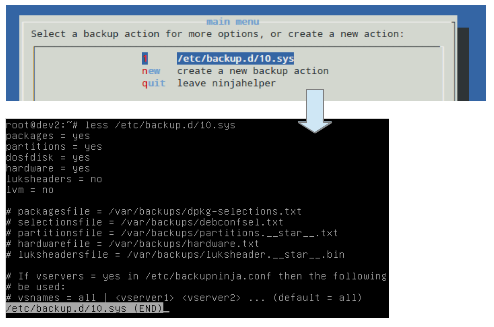 main menu
Select a backup action for more options, or create a new action:
/etc/backup.d/10.sys
new create a new backup action
quit leave ninjahelper
root@dev2:~# less /etc/backup.d/10.sys
packages = yes
partitions = yes
dosfdisk = yes
hardware = yes
luksheaders = no
lvm = no
# packagesfile = /var/backups/dpkg-selections.txt
# selectionsfile = /var/backups/debconfsel.txt
# partitionsfile = /var/backups/partitions.__star__.txt
# hardwarefile = /var/backups/hardware.txt
# luksheadersfile = /var/backups/luksheader.__star__.bin
# If vservers = yes in /etc/backupninja.conf then the following
# be used:
# vsnames = all | <vserver1> <vserver2> ... (default = all)
/etc/backup.d/10.sys (END)